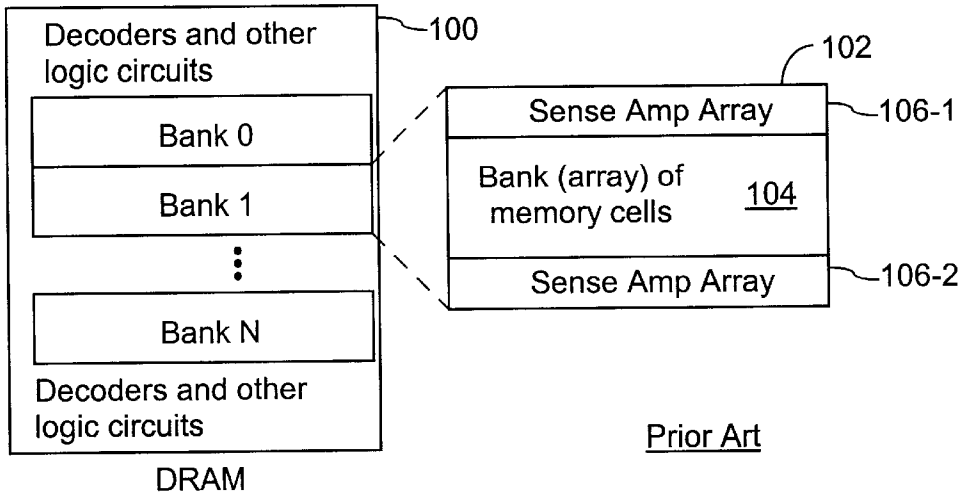 Decoders and other
logic circuits
100
Bank 0
Bank 1
Bank N
Decoders and other
logic circuits
DRAM
102
Sense Amp Array
106-1
Bank (array) of
memory cells
104
Sense Amp Array
106-2
Prior Art